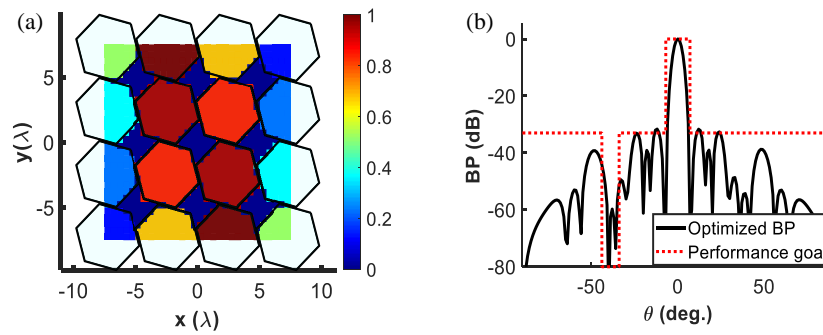 (a)
y(λ)
5
0
-5
-10
-5
0
5
10
x (λ)
1
0.8
0.6
0.4
0.2
0
(b)
BP (dB)
0
-20
-40
-60
-80
-50
0
50
θ (deg.)
Optimized BP
Performance goa